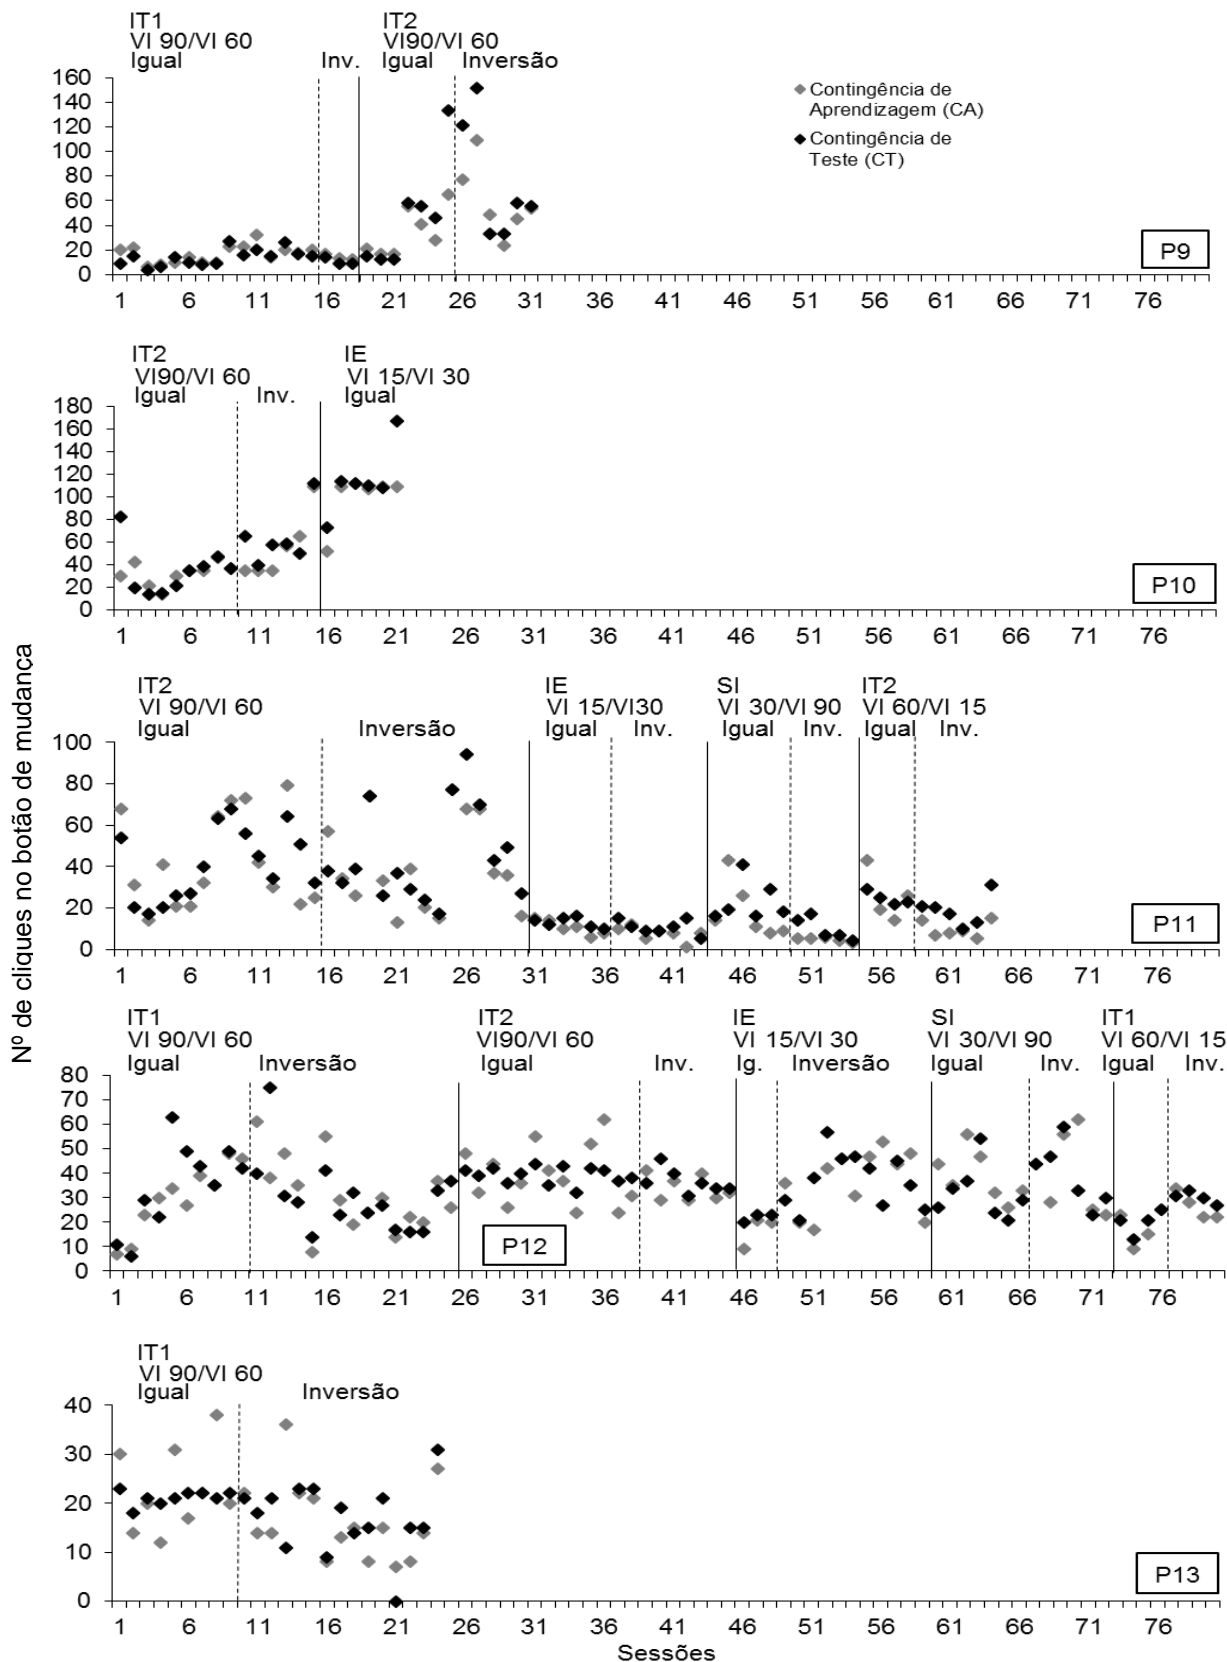 IT1
VI 90/VI 60
Igual
Inv.
IT2
VI90/VI 60
Igual
Inversão
160
140
120
100
80
60
40
20
0
Contingência de
Aprendizagem (CA)
Contingência de
Teste (CT)
P9
1 6 11 16 21 26 31 36 41 46 51 56 61 66 71 76
IT2
VI90/VI 60
Igual
Inv.
IE
VI 15/VI 30
Igual
180
160
140
120
100
80
60
40
20
0
P10
1 6 11 16 21 26 31 36 41 46 51 56 61 66 71 76
Nº de cliques no botão de mudança
IT2
VI 90/VI 60
Igual
Inversão
IE
VI 15/VI30
Igual
Inv.
SI
VI 30/VI 90
Igual
Inv.
IT2
VI 60/VI 15
Igual
Inv.
100
80
60
40
20
0
P11
1 6 11 16 21 26 31 36 41 46 51 56 61 66 71 76
IT1
VI 90/VI 60
Igual
Inversão
IT2
VI90/VI 60
Igual
Inv.
IE
VI 15/VI 30
Ig.
Inversão
SI
VI 30/VI 90
Igual
Inv.
IT1
VI 60/VI 15
Igual
Inv.
80
70
60
50
40
30
20
10
0
P12
1 6 11 16 21 26 31 36 41 46 51 56 61 66 71 76
IT1
VI 90/VI 60
Igual
Inversão
40
30
20
10
0
P13
1 6 11 16 21 26 31 36 41 46 51 56 61 66 71 76
Sessões